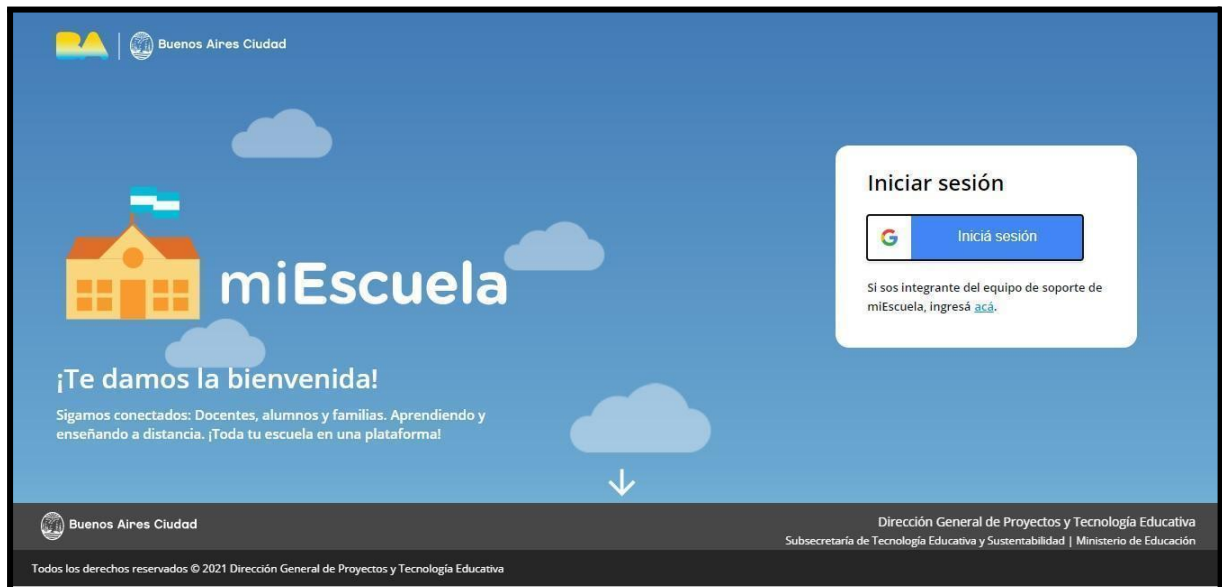 BA
Buenos Aires Ciudad
miEscuela
¡Te damos la bienvenida!
Sigamos conectados: Docentes, alumnos y familias. Aprendiendo y
enseñando a distancia. ¡Toda tu escuela en una plataforma!
Iniciar sesión
G
Iniciá sesión
Si sos integrante del equipo de soporte de
miEscuela, ingresá acá.
Buenos Aires Ciudad
Dirección General de Proyectos y Tecnología Educativa
Subsecretaría de Tecnología Educativa y Sustentabilidad | Ministerio de Educación
Todos los derechos reservados © 2021 Dirección General de Proyectos y Tecnología Educativa